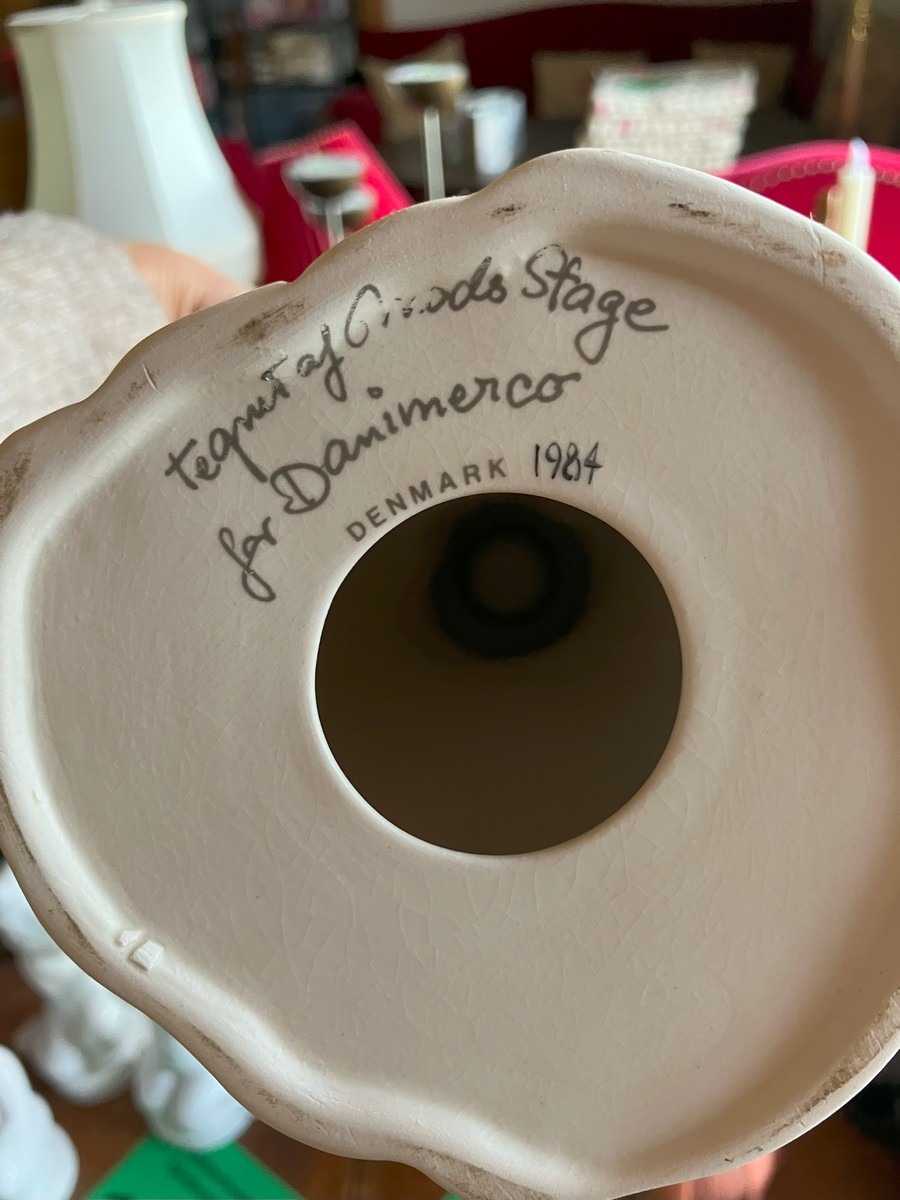 tegnet af Stage
for Danimerco
DENMARK 1984